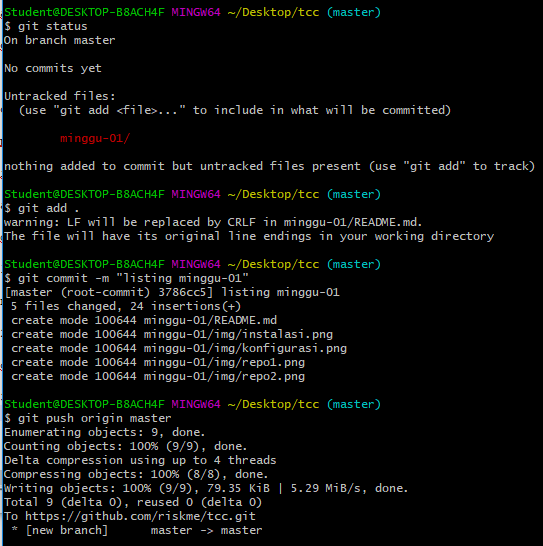 Student@DESKTOP-B8ACH4F MINGW64 ~/Desktop/tcc (master)
$ git status
On branch master

No commits yet

Untracked files:
  (use "git add <file>..." to include in what will be committed)

        minggu-01/

nothing added to commit but untracked files present (use "git add" to track)

Student@DESKTOP-B8ACH4F MINGW64 ~/Desktop/tcc (master)
$ git add .
warning: LF will be replaced by CRLF in minggu-01/README.md.
The file will have its original line endings in your working directory

Student@DESKTOP-B8ACH4F MINGW64 ~/Desktop/tcc (master)
$ git commit -m "listing minggu-01"
[master (root-commit) 3786cc5] listing minggu-01
 5 files changed, 24 insertions(+)
 create mode 100644 minggu-01/README.md
 create mode 100644 minggu-01/img/instalasi.png
 create mode 100644 minggu-01/img/konfigurasi.png
 create mode 100644 minggu-01/img/repo1.png
 create mode 100644 minggu-01/img/repo2.png

Student@DESKTOP-B8ACH4F MINGW64 ~/Desktop/tcc (master)
$ git push origin master
Enumerating objects: 9, done.
Counting objects: 100% (9/9), done.
Delta compression using up to 4 threads
Compressing objects: 100% (8/8), done.
Writing objects: 100% (9/9), 79.35 KiB | 5.29 MiB/s, done.
Total 9 (delta 0), reused 0 (delta 0)
To https://github.com/riskme/tcc.git
 * [new branch]      master -> master